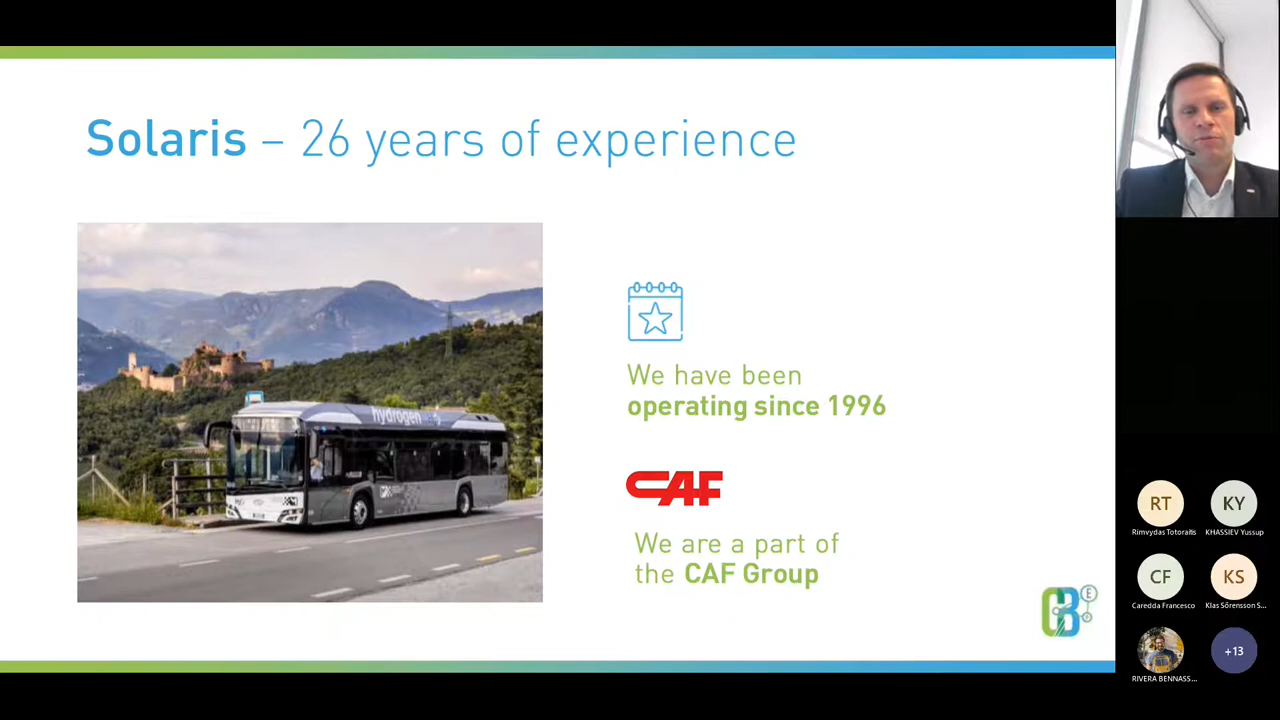 Solaris – 26 years of experience
hydrogen
We have been
operating since 1996
CAF
We are a part of
the CAF Group
E
RT
KY
Rimvydas Totoraitis
KHASSIEV Yussup
CF
KS
Caredda Francesco
Klas Sörensson S...
+13
RIVERA BENNASS...